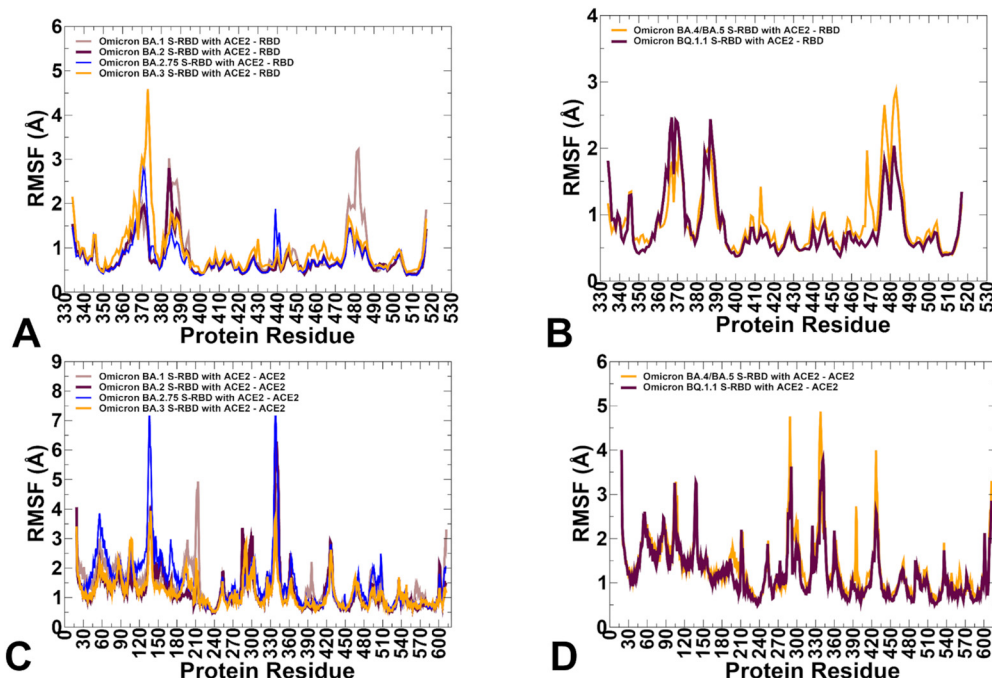 6
5
4
3
2
1
0
RMSF (Å)
Omicron BA.1 S-RBD with ACE2 - RBD
Omicron BA.2 S-RBD with ACE2 - RBD
Omicron BA.2.75 S-RBD with ACE2 - RBD
Omicron BA.3 S-RBD with ACE2 - RBD
330 340 350 360 370 380 390 400 410 420 430 440 450 460 470 480 490 500 510 520 530
Protein Residue
A
4
3
2
1
0
RMSF (Å)
Omicron BA.4/BA.5 S-RBD with ACE2 - RBD
Omicron BQ.1.1 S-RBD with ACE2 - RBD
330 340 350 360 370 380 390 400 410 420 430 440 450 460 470 480 490 500 510 520 530
Protein Residue
B
9
8
7
6
5
4
3
2
1
0
RMSF (Å)
Omicron BA.1 S-RBD with ACE2 - ACE2
Omicron BA.2 S-RBD with ACE2 - ACE2
Omicron BA.2.75 S-RBD with ACE2 - ACE2
Omicron BA.3 S-RBD with ACE2 - ACE2
0 30 60 90 120 150 180 210 240 270 300 330 360 390 420 450 480 510 540 570 600
Protein Residue
C
6
5
4
3
2
1
0
RMSF (Å)
Omicron BA.4/BA.5 S-RBD with ACE2 - ACE2
Omicron BQ.1.1 S-RBD with ACE2 - ACE2
0 30 60 90 120 150 180 210 240 270 300 330 360 390 420 450 480 510 540 570 600
Protein Residue
D